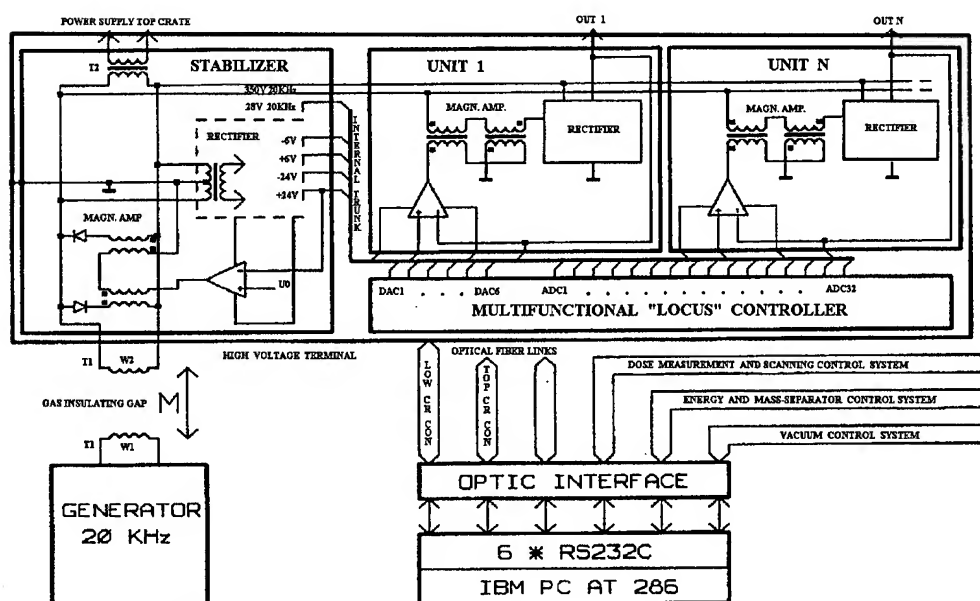 POWER SUPPLY TOP CRATE
OUT 1
OUT N
T2
STABILIZER
UNIT 1
UNIT N
350V 20KHz
28V 20KHz
MAGN. AMP.
MAGN. AMP.
RECTIFIER
RECTIFIER
RECTIFIER
-6V
+6V
-24V
+24V
INTERNAL TRUNK
MAGN. AMP
U0
DAC1 . . . . DAC6
ADC1 . . . . . . . . . . . . . . ADC32
MULTIFUNCTIONAL "LOCUS" CONTROLLER
T1
W2
HIGH VOLTAGE TERMINAL
OPTICAL FIBER LINKS
LOW CR CON
TOP CR CON
DOSE MEASUREMENT AND SCANNING CONTROL SYSTEM
GAS INSULATING GAP
M
ENERGY AND MASS-SEPARATOR CONTROL SYSTEM
T1
W1
VACUUM CONTROL SYSTEM
OPTIC INTERFACE
GENERATOR
20 KHz
6 * RS232C
IBM PC AT 286